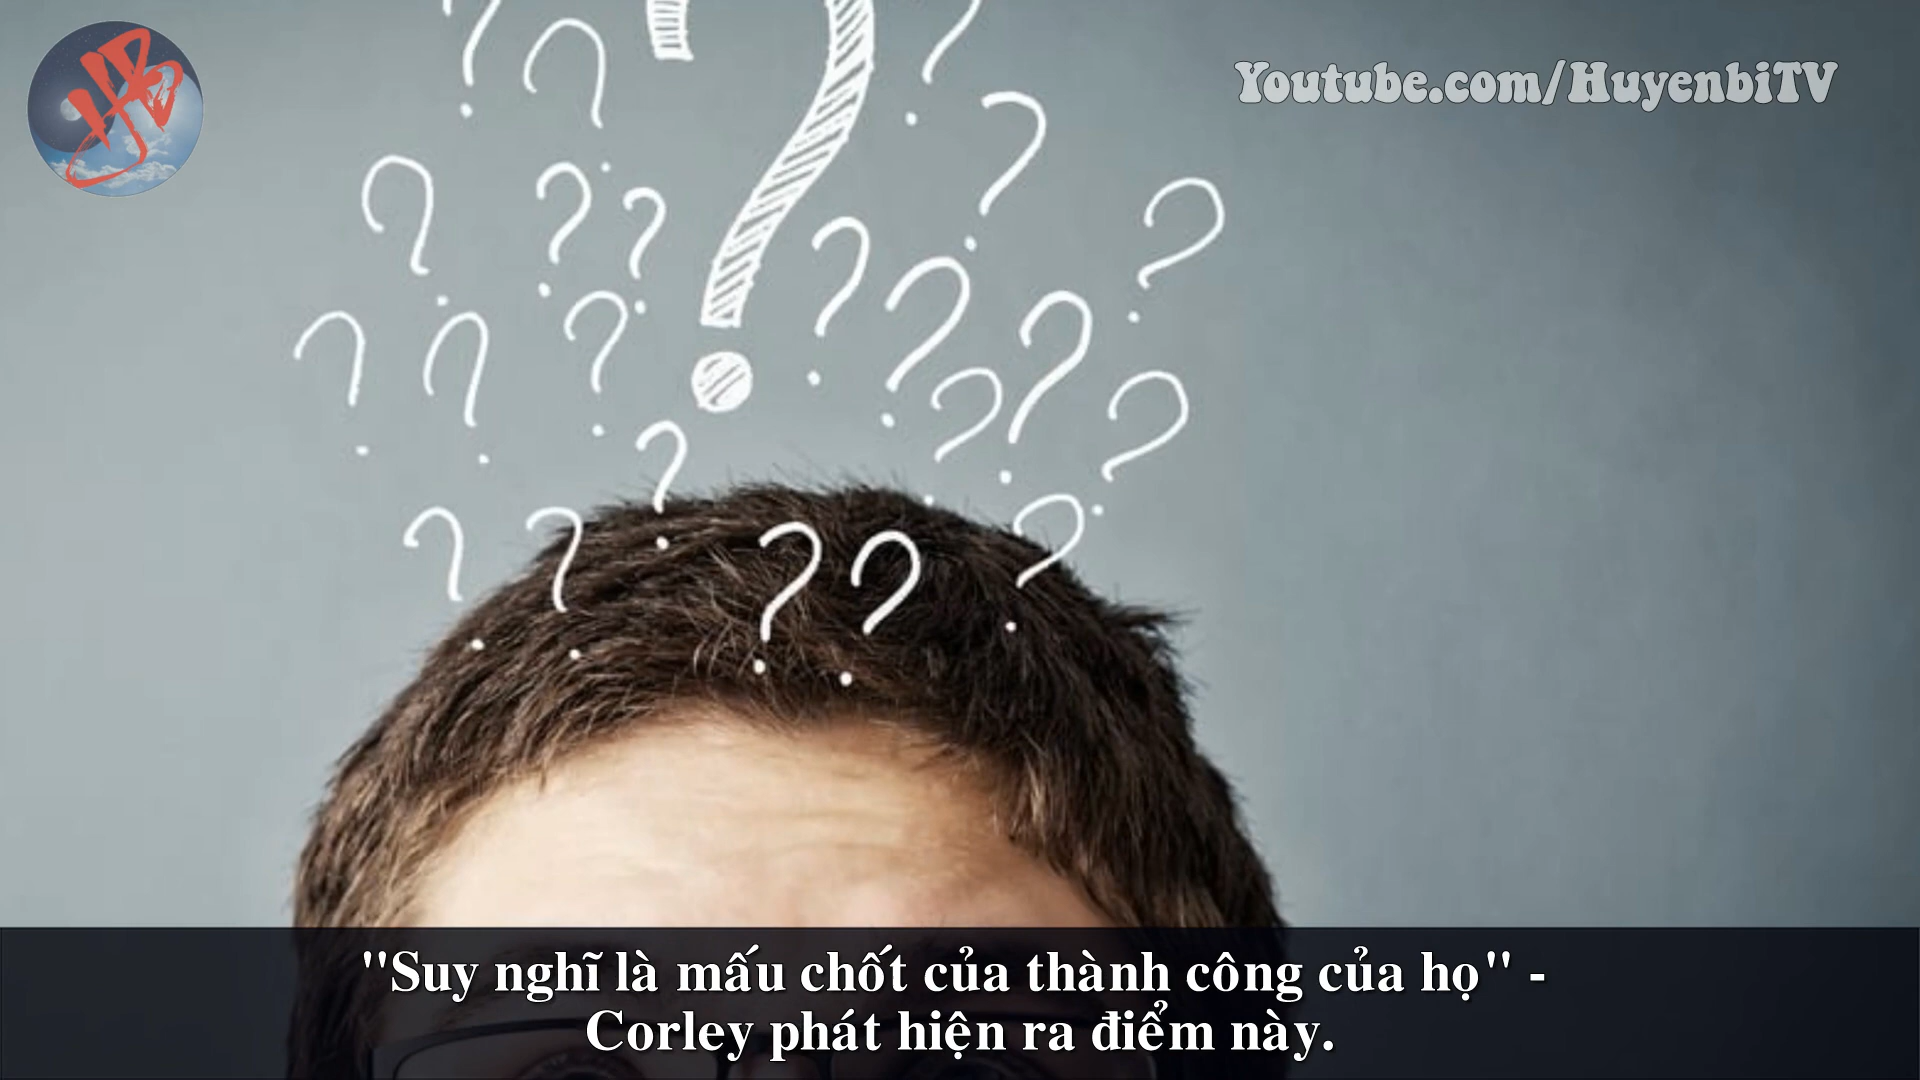 Youtube.com/HuyenbiTV
"Suy nghĩ là mấu chốt của thành công của họ" -
Corley phát hiện ra điểm này.